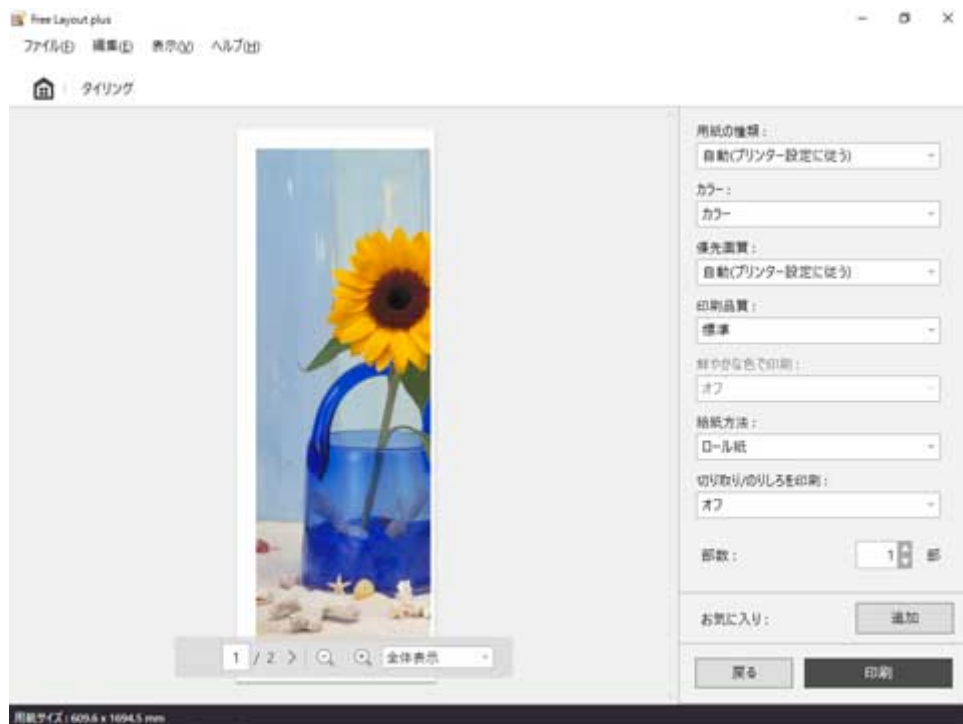 Free Layout plus
ファイル(F) 編集(E) 表示(V) ヘルプ(H)
タイリング
用紙の種類:
自動(プリンター設定に従う)
カラー:
カラー
優先画質:
自動(プリンター設定に従う)
印刷品質:
標準
鮮やかな色で印刷:
オフ
給紙方法:
ロール紙
切り取り/のりしろを印刷:
オフ
部数: 1 部
お気に入り: 追加
1 / 2 全体表示
戻る 印刷
用紙サイズ: 609.6 x 1694.5 mm